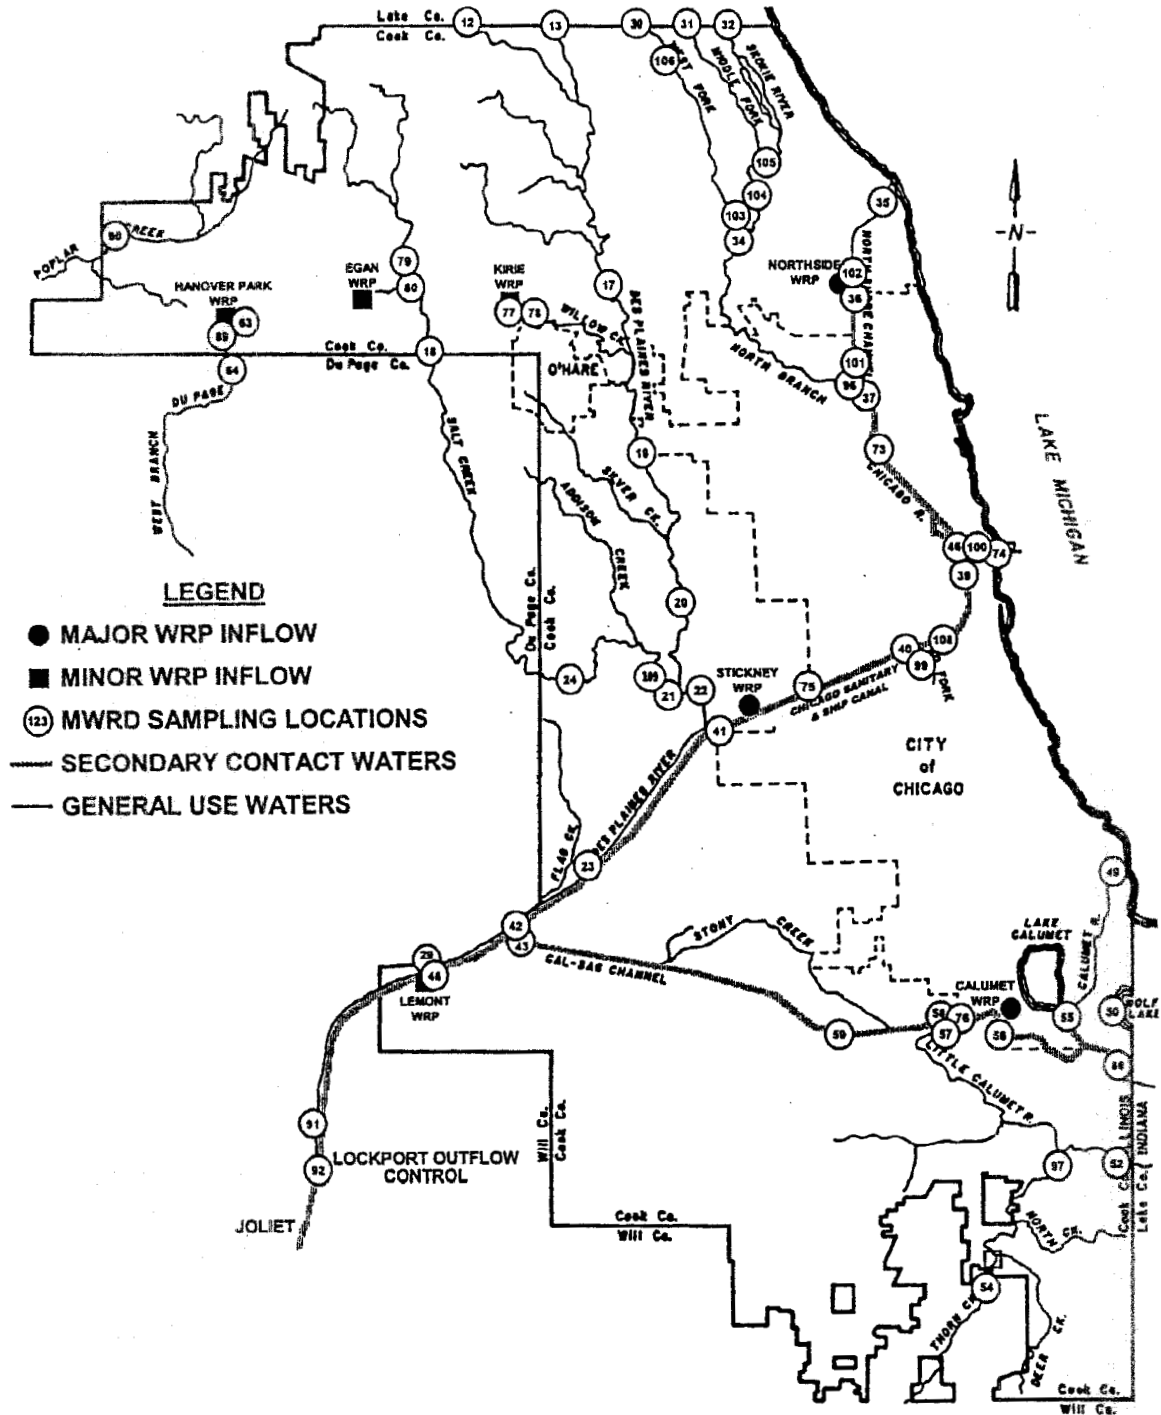 Lake Co.
Cook Co.
12
13
30
31
32
106
WEST FORK
MIDDLE FORK
SKOKIE RIVER
105
104
103
34
35
-N-
90
POPLAR
CREEK
HANOVER PARK
WRP
63
89
64
DU PAGE
WEST BRANCH
EGAN
WRP
79
80
18
KIRIE
WRP
77
78
WILLOW CK.
17
DES PLAINES RIVER
O'HARE
NORTHSIDE
WRP
102
36
101
96
37
NORTH BRANCH
73
CHICAGO R.
46
100
74
39
LAKE MICHIGAN
Cook Co.
Du Page Co.
SALT CREEK
19
SILVER CK.
ADDISON
CREEK
20
Du Page Co.
Cook Co.
24
109
21
22
STICKNEY
WRP
75
40
99
108
FORK
CHICAGO SANITARY
& SHIP CANAL
41
CITY
of
CHICAGO
LEGEND
MAJOR WRP INFLOW
MINOR WRP INFLOW
123 MWRD SAMPLING LOCATIONS
SECONDARY CONTACT WATERS
GENERAL USE WATERS
DES PLAINES RIVER
FLAG CK.
23
42
43
29
48
LEMONT
WRP
CAL-SAG CHANNEL
STONY
CREEK
49
LAKE
CALUMET
CALUMET R.
CALUMET
WRP
WOLF
LAKE
50
55
58
76
57
56
59
86
LITTLE CALUMET R.
ILLINOIS
INDIANA
97
52
Cook Co.
Lake Co.
91
92
LOCKPORT OUTFLOW
CONTROL
JOLIET
Will Co.
Cook Co.
Cook Co.
Will Co.
NORTH CK.
54
THORN CK.
DEER CK.
Cook Co.
Will Co.